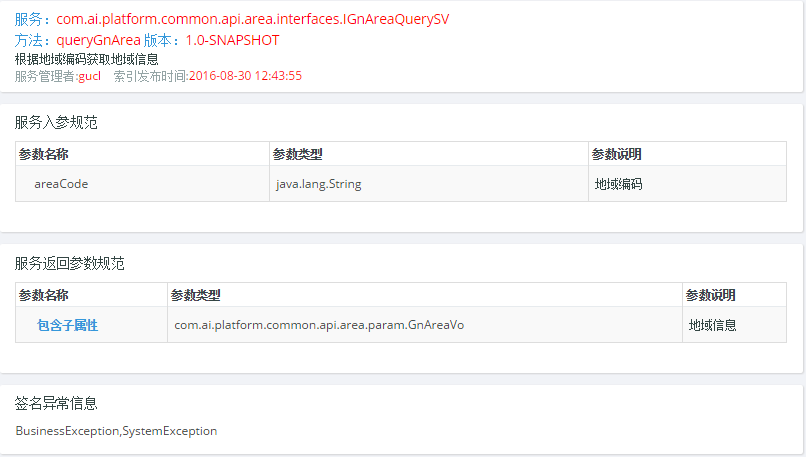 服务：com.ai.platform.common.api.area.interfaces.IGnAreaQuerySV
方法：queryGnArea 版本：1.0-SNAPSHOT
根据地域编码获取地域信息
服务管理者:gucl 索引发布时间:2016-08-30 12:43:55
服务入参规范
参数名称 参数类型 参数说明
areaCode java.lang.String 地域编码
服务返回参数规范
参数名称 参数类型 参数说明
包含子属性 com.ai.platform.common.api.area.param.GnAreaVo 地域信息
签名异常信息
BusinessException,SystemException